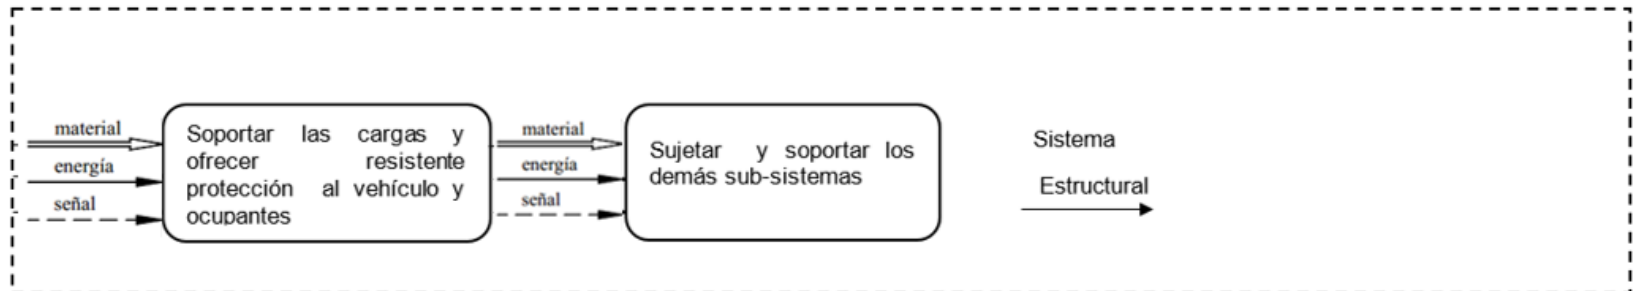 material
energía
señal
Soportar las cargas y
ofrecer resistente
protección al vehículo y
ocupantes
material
energía
señal
Sujetar y soportar los
demás sub-sistemas
Sistema
Estructural